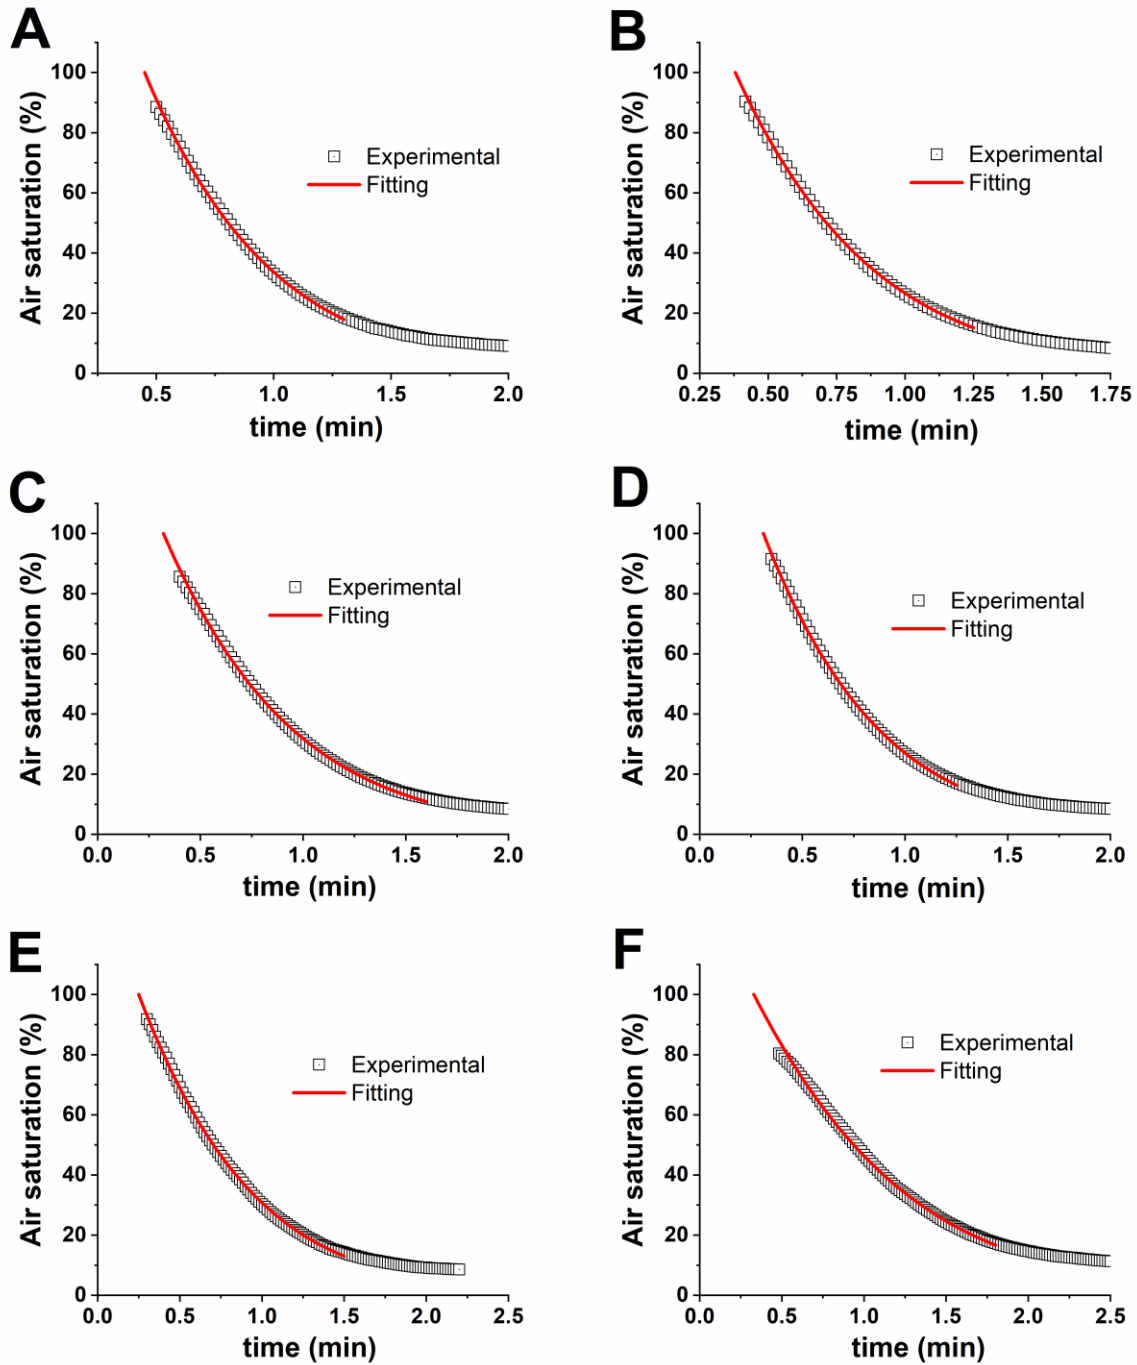 A
Air saturation (%)
100
80
60
40
20
0
Experimental
Fitting
0.5 1.0 1.5 2.0
time (min)
B
Air saturation (%)
100
80
60
40
20
0
Experimental
Fitting
0.25 0.50 0.75 1.00 1.25 1.50 1.75
time (min)
C
Air saturation (%)
100
80
60
40
20
0
Experimental
Fitting
0.0 0.5 1.0 1.5 2.0
time (min)
D
Air saturation (%)
100
80
60
40
20
0
Experimental
Fitting
0.0 0.5 1.0 1.5 2.0
time (min)
E
Air saturation (%)
100
80
60
40
20
0
Experimental
Fitting
0.0 0.5 1.0 1.5 2.0 2.5
time (min)
F
Air saturation (%)
100
80
60
40
20
0
Experimental
Fitting
0.0 0.5 1.0 1.5 2.0 2.5
time (min)